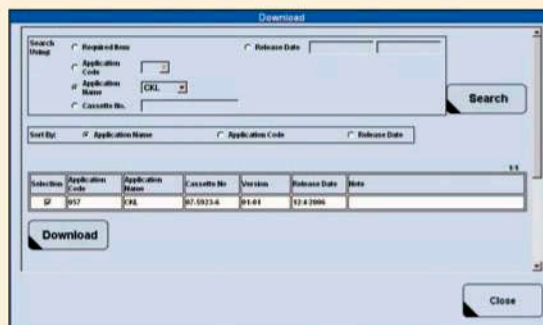 Download
Search Using: Required Item Release Date
Application Code
Application Name CKL
Cassette No.
Search
Sort By: Application Name Application Code Release Date
1/1
Selection Application Code Application Name Cassette No Version Release Date Note
057 CKL 07-5923-6 01-01 12/4/2006
Download
Close